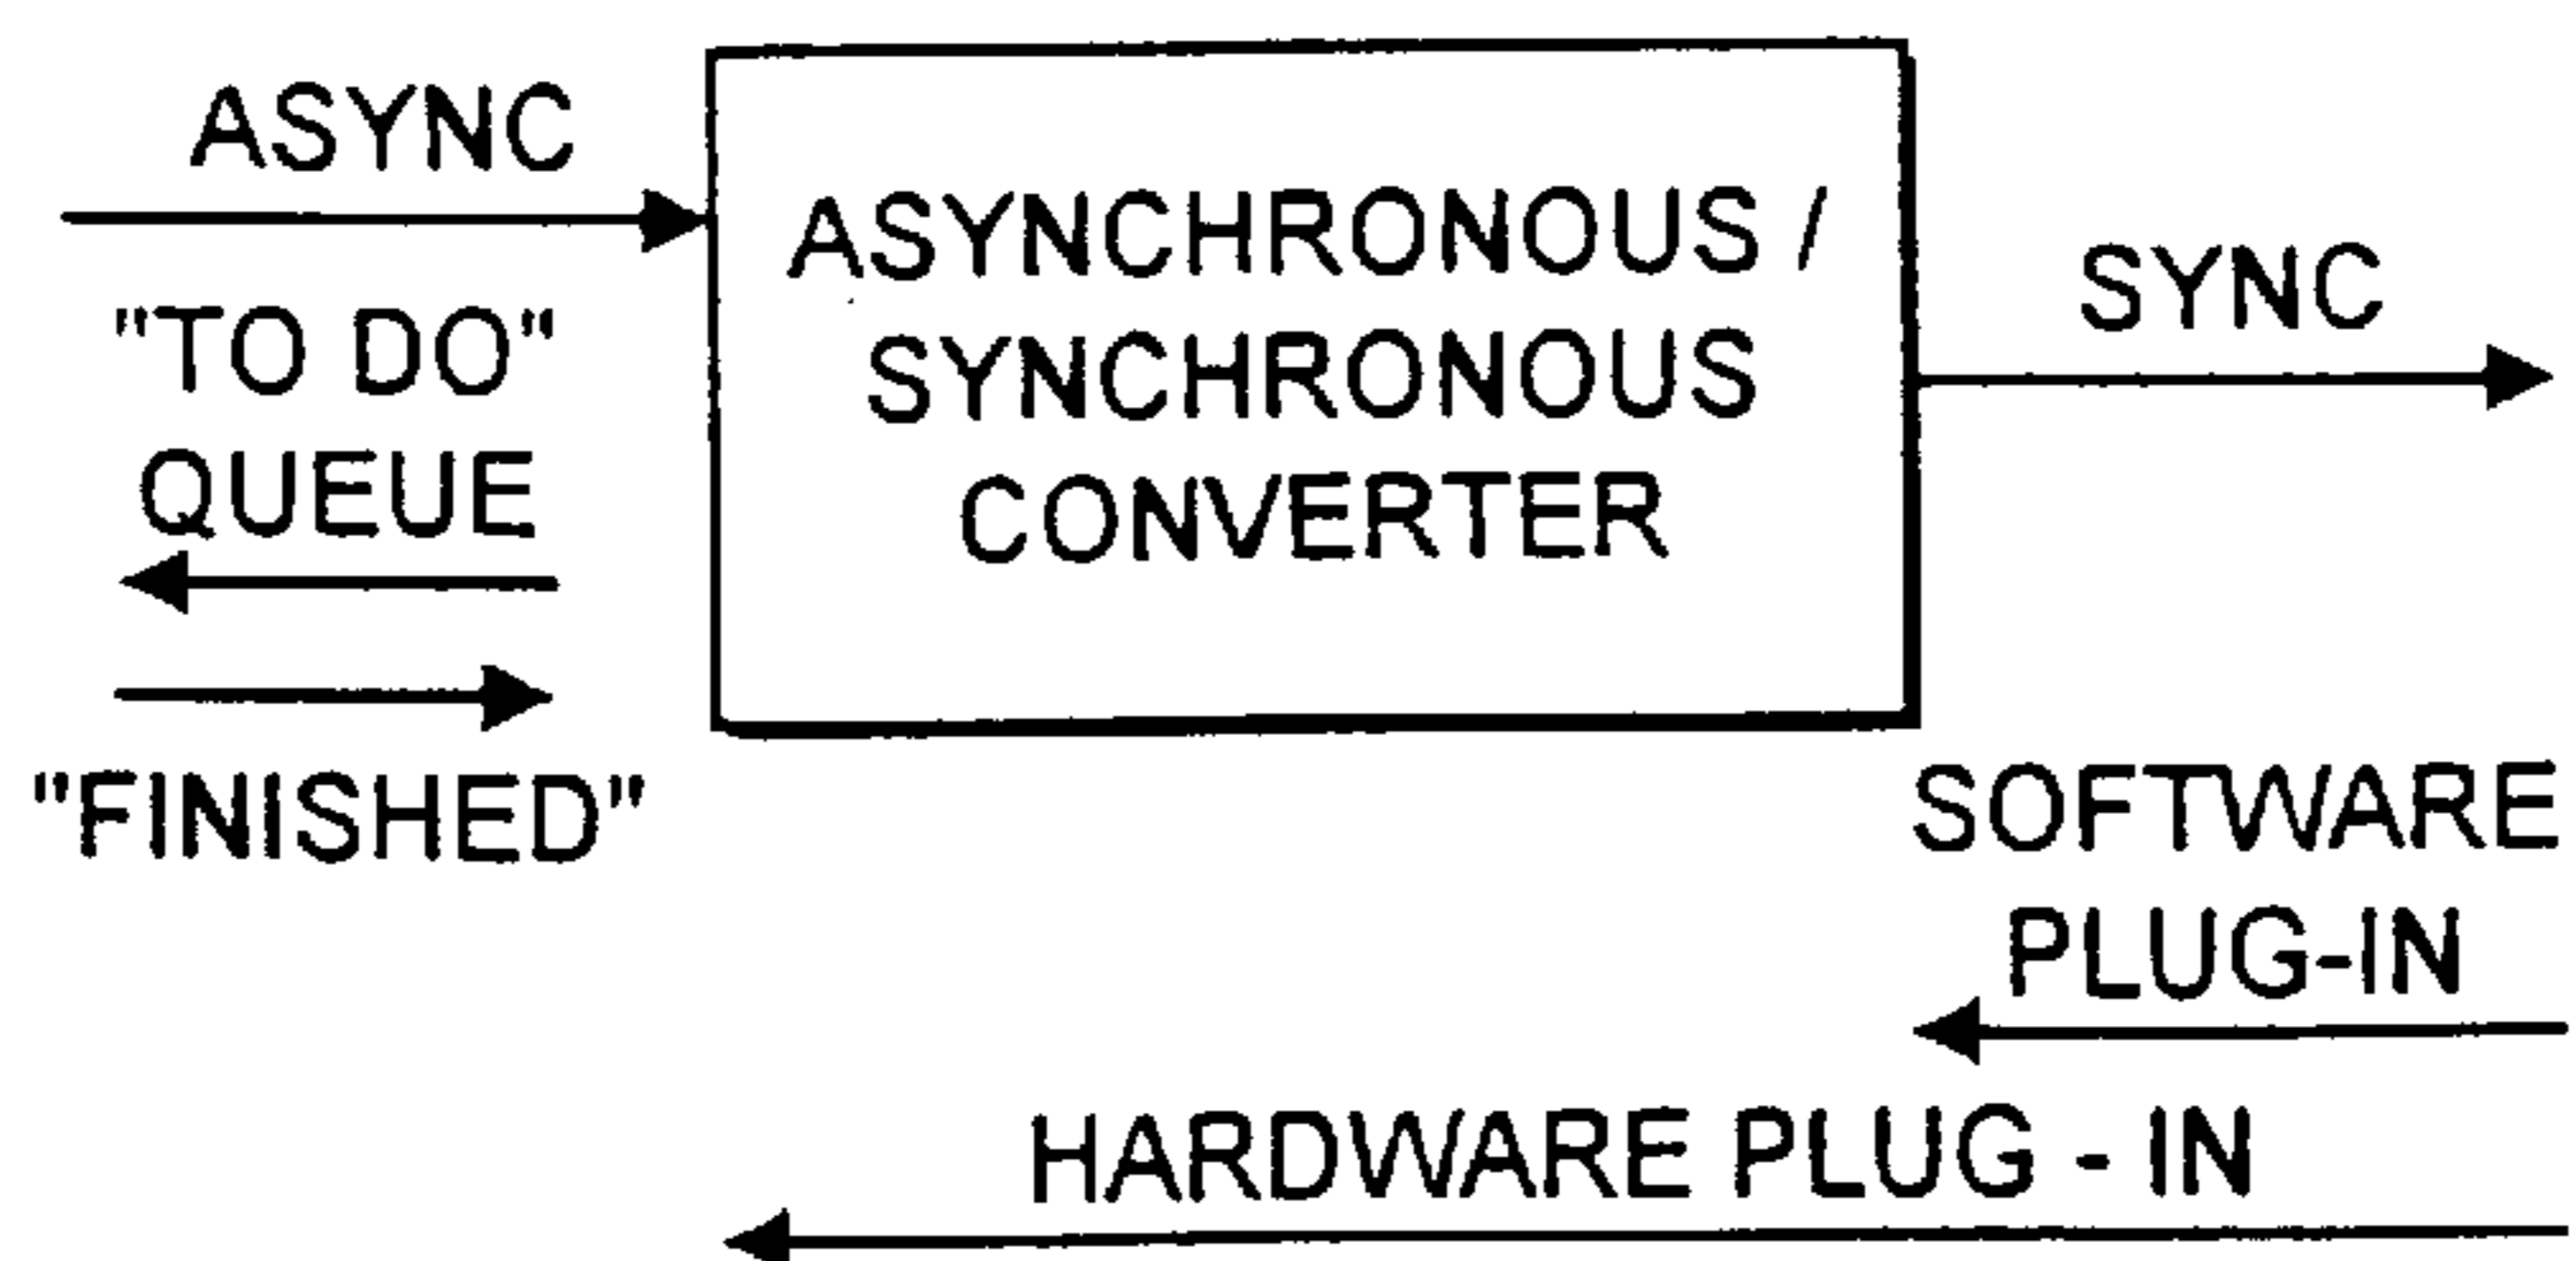 ASYNC
"TO DO"
QUEUE
"FINISHED"
ASYNCHRONOUS /
SYNCHRONOUS
CONVERTER
SYNC
SOFTWARE
PLUG-IN
HARDWARE PLUG - IN